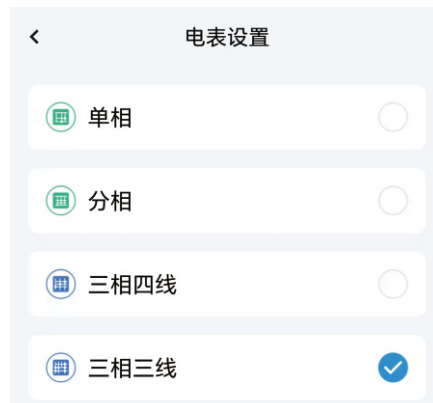 电表设置
单相
分相
三相四线
三相三线